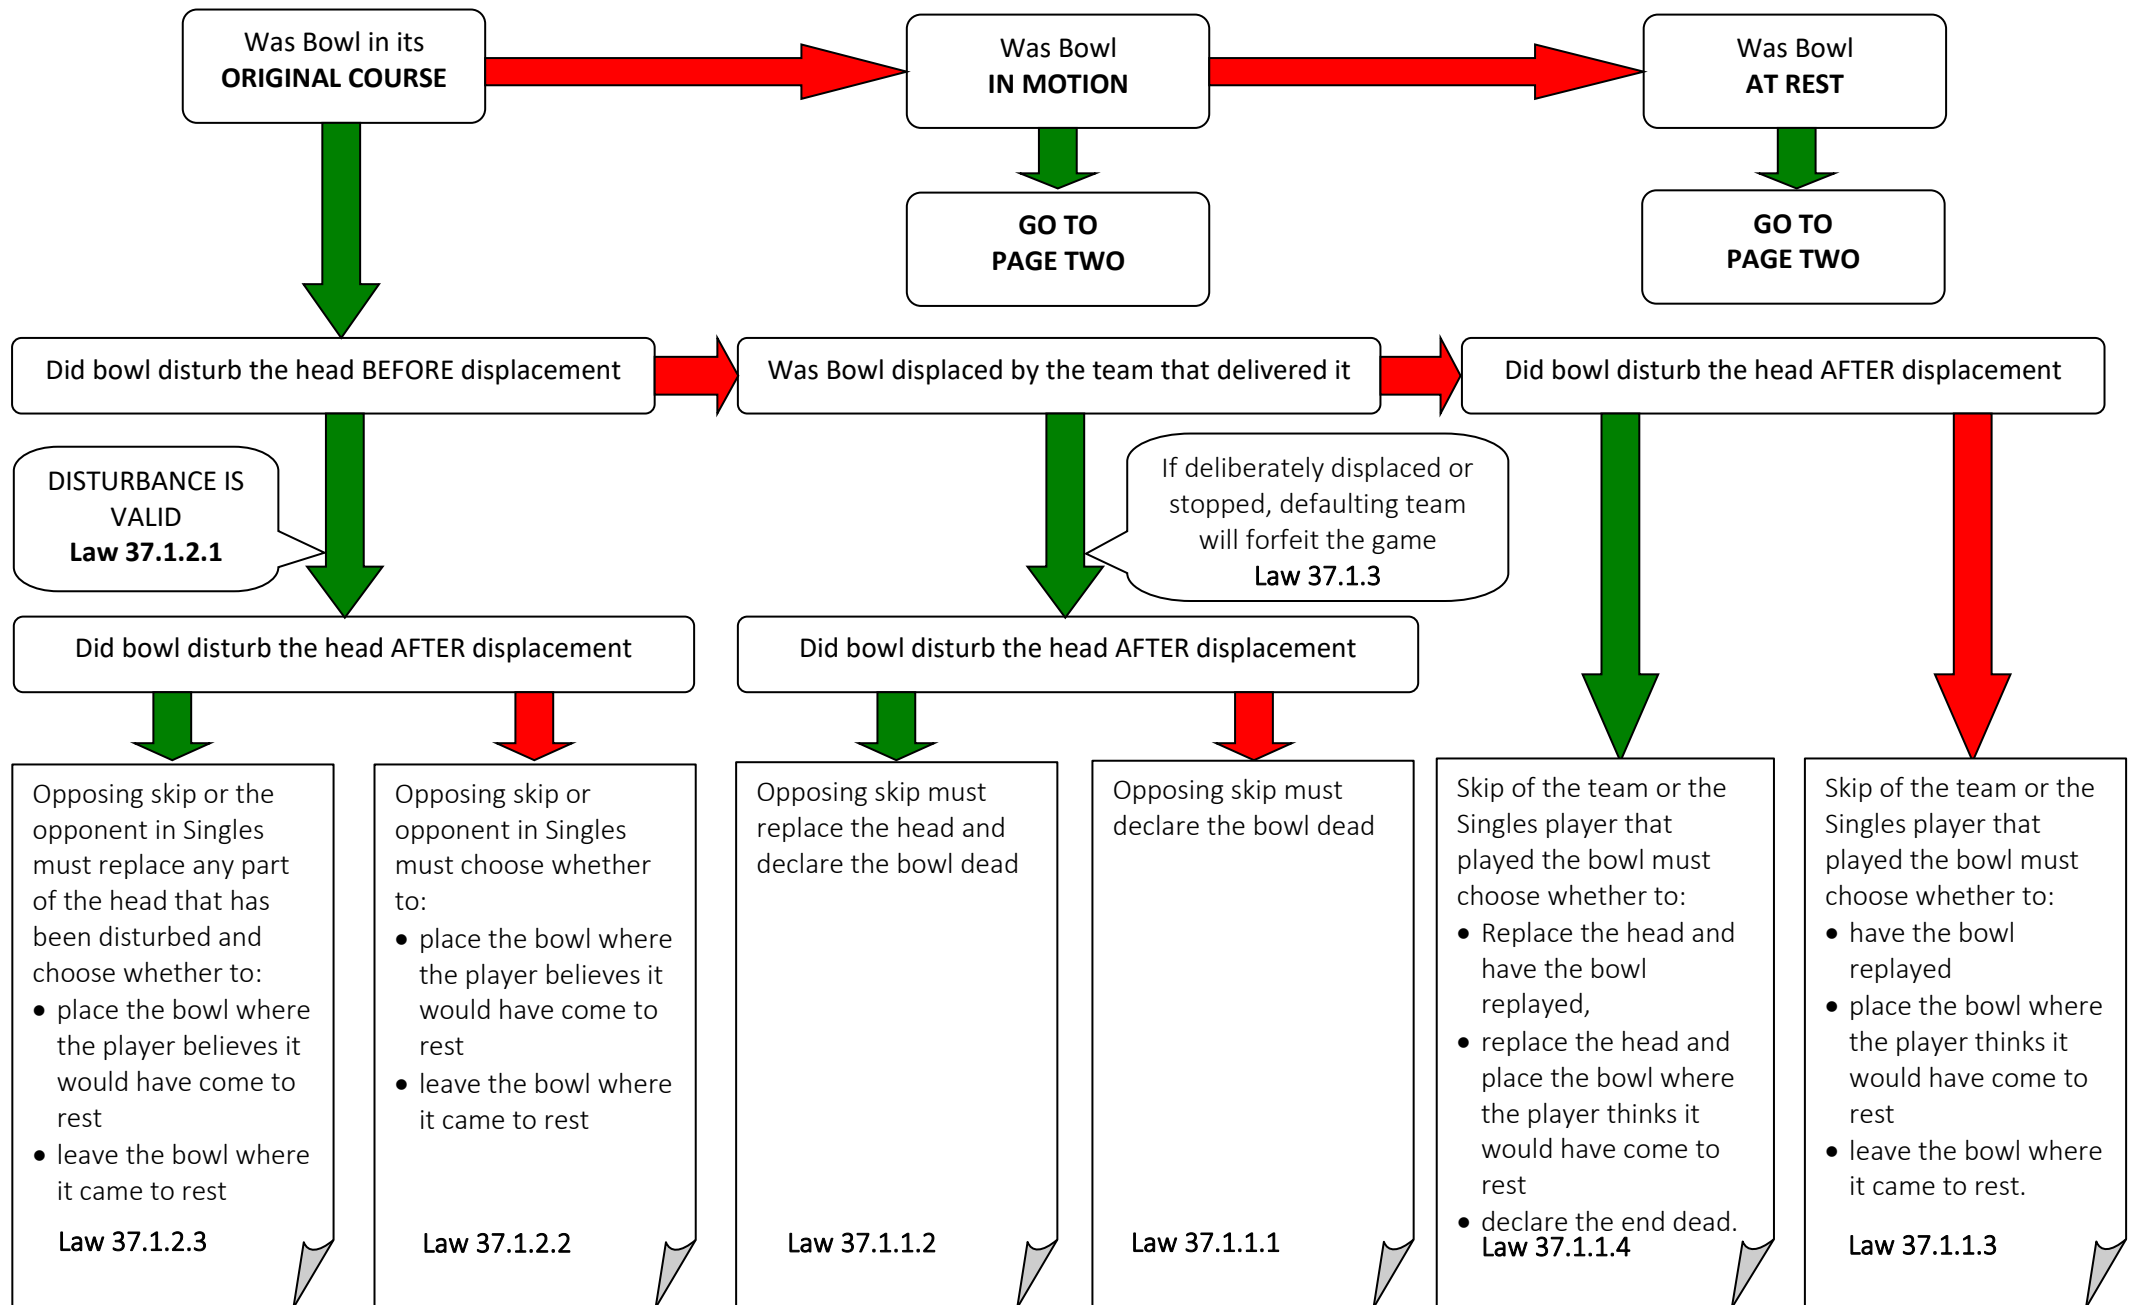 Was Bowl in its
ORIGINAL COURSE
Was Bowl
IN MOTION
Was Bowl
AT REST
GO TO
PAGE TWO
GO TO
PAGE TWO
Did bowl disturb the head BEFORE displacement
Was Bowl displaced by the team that delivered it
Did bowl disturb the head AFTER displacement
DISTURBANCE IS
VALID
Law 37.1.2.1
If deliberately displaced or
stopped, defaulting team
will forfeit the game
Law 37.1.3
Did bowl disturb the head AFTER displacement
Did bowl disturb the head AFTER displacement
Opposing skip or the
opponent in Singles
must replace any part
of the head that has
been disturbed and
choose whether to:
• place the bowl where
the player believes it
would have come to
rest
• leave the bowl where
it came to rest
Law 37.1.2.3
Opposing skip or
opponent in Singles
must choose whether
to:
• place the bowl where
the player believes it
would have come to
rest
• leave the bowl where
it came to rest
Law 37.1.2.2
Opposing skip must
replace the head and
declare the bowl dead
Law 37.1.1.2
Opposing skip must
declare the bowl dead
Law 37.1.1.1
Skip of the team or the
Singles player that
played the bowl must
choose whether to:
• Replace the head and
have the bowl
replayed,
• replace the head and
place the bowl where
the player thinks it
would have come to
rest
• declare the end dead.
Law 37.1.1.4
Skip of the team or the
Singles player that
played the bowl must
choose whether to:
• have the bowl
replayed
• place the bowl where
the player thinks it
would have come to
rest
• leave the bowl where
it came to rest.
Law 37.1.1.3